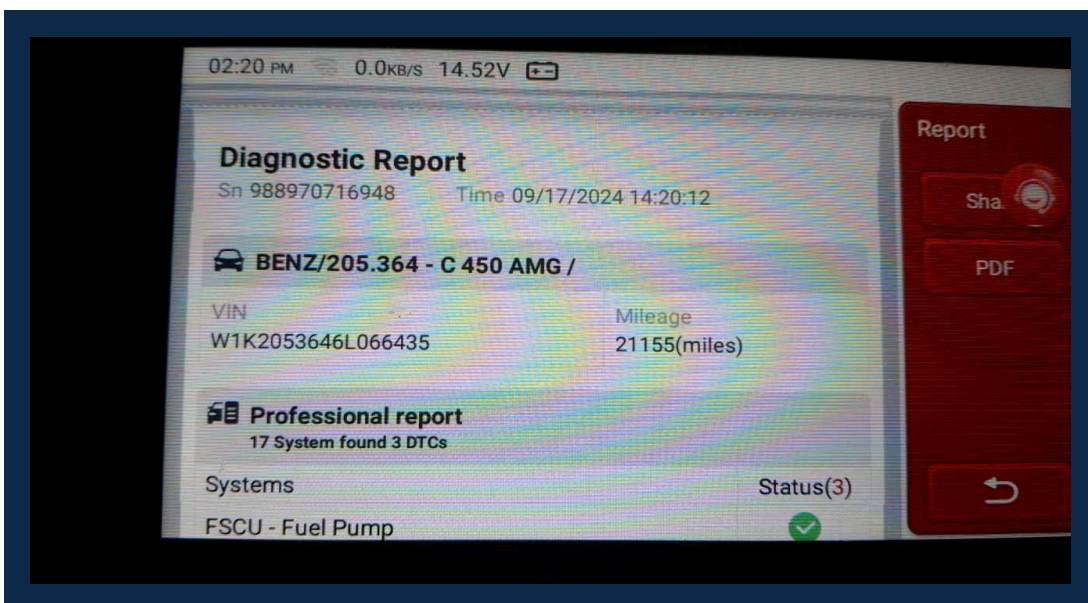 02:20 PM 0.0KB/S 14.52V
Report
Diagnostic Report
Sn 988970716948 Time 09/17/2024 14:20:12
Sha
PDF
BENZ/205.364 - C 450 AMG /
VIN Mileage
W1K2053646L066435 21155(miles)
Professional report
17 System found 3 DTCs
Systems Status(3)
FSCU - Fuel Pump